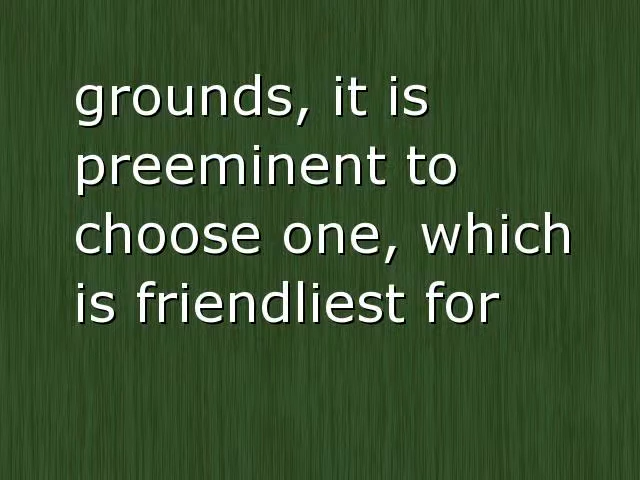 grounds, it is
preeminent to
choose one, which
is friendliest for